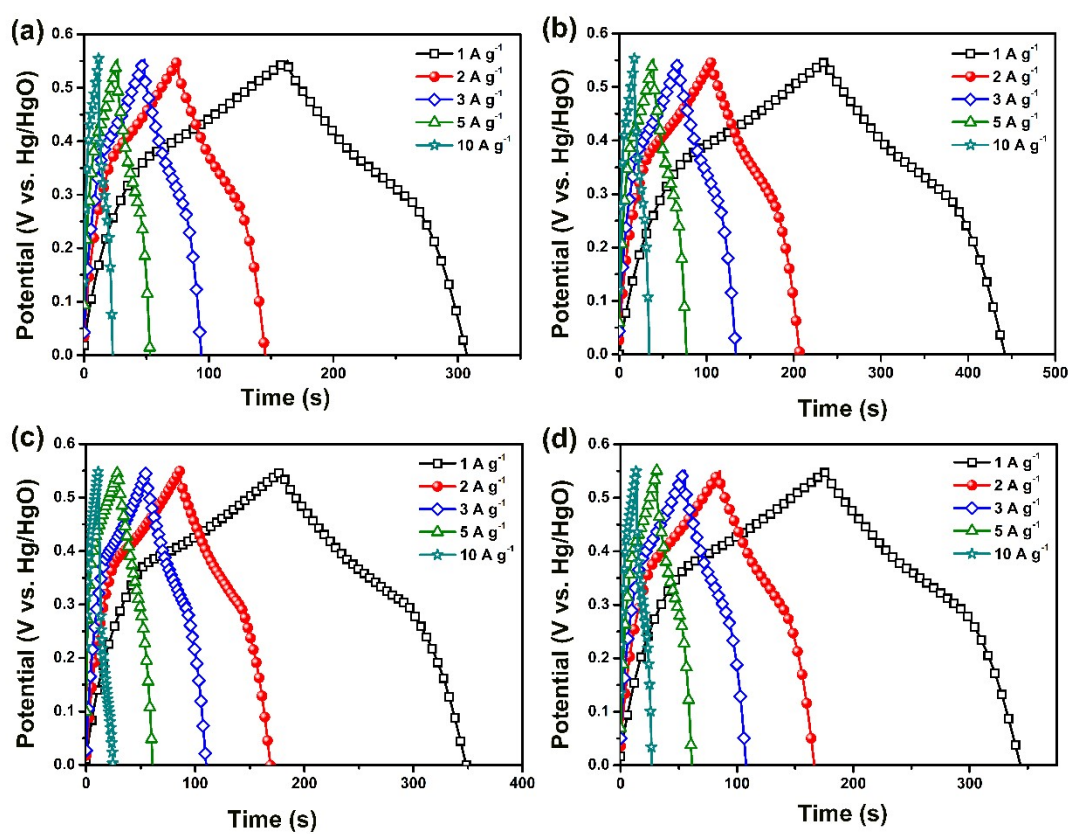 (a)
Potential (V vs. Hg/HgO)
0.6
0.5
0.4
0.3
0.2
0.1
0.0
1 A g⁻¹
2 A g⁻¹
3 A g⁻¹
5 A g⁻¹
10 A g⁻¹
0 100 200 300
Time (s)
(b)
Potential (V vs. Hg/HgO)
0.6
0.5
0.4
0.3
0.2
0.1
0.0
1 A g⁻¹
2 A g⁻¹
3 A g⁻¹
5 A g⁻¹
10 A g⁻¹
0 100 200 300 400 500
Time (s)
(c)
Potential (V vs. Hg/HgO)
0.6
0.5
0.4
0.3
0.2
0.1
0.0
1 A g⁻¹
2 A g⁻¹
3 A g⁻¹
5 A g⁻¹
10 A g⁻¹
0 100 200 300 400
Time (s)
(d)
Potential (V vs. Hg/HgO)
0.6
0.5
0.4
0.3
0.2
0.1
0.0
1 A g⁻¹
2 A g⁻¹
3 A g⁻¹
5 A g⁻¹
10 A g⁻¹
0 100 200 300
Time (s)